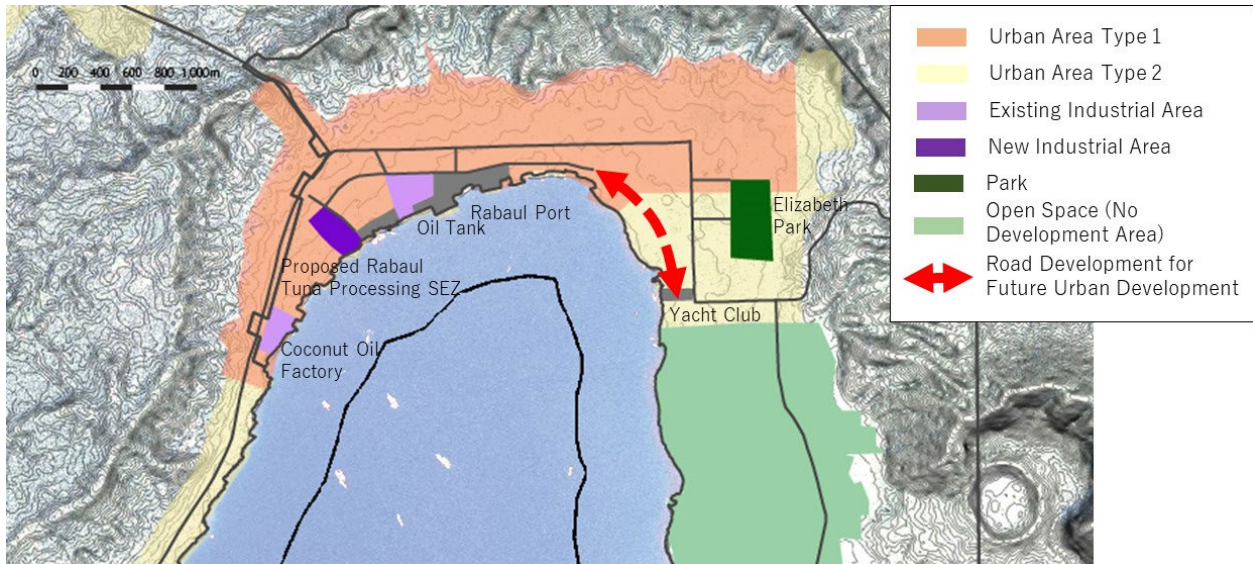 0 200 400 600 800 1,000m
Urban Area Type 1
Urban Area Type 2
Existing Industrial Area
New Industrial Area
Park
Open Space (No
Development Area)
Road Development for
Future Urban Development
Elizabeth
Park
Rabaul Port
Oil Tank
Proposed Rabaul
Tuna Processing SEZ
Yacht Club
Coconut Oil
Factory